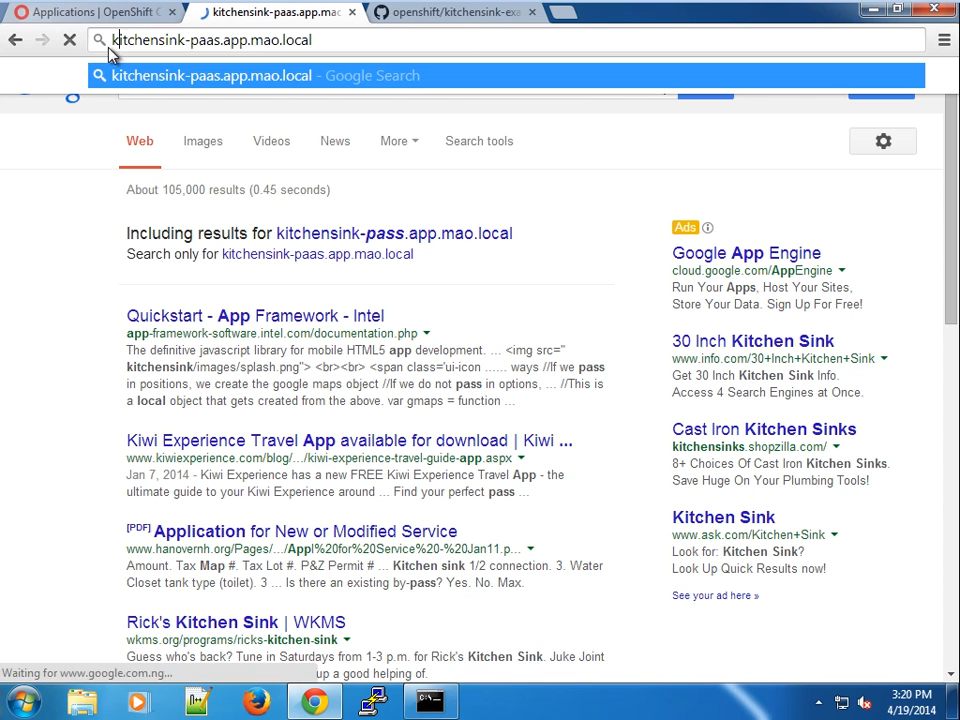 Applications | OpenShift C
kitchensink-paas.app.ma
openshift/kitchensink-exa
kitchensink-paas.app.mao.local
kitchensink-paas.app.mao.local - Google Search
Web
Images
Videos
News
More
Search tools
About 105,000 results (0.45 seconds)
Including results for kitchensink-pass.app.mao.local
Search only for kitchensink-paas.app.mao.local
Quickstart - App Framework - Intel
app-framework-software.intel.com/documentation.php
The definitive javascript library for mobile HTML5 app development. ... <img src="
kitchensink/images/splash.png"> <br><br> <span class='ui-icon ...... ways //If we pass
in positions, we create the google maps object //If we do not pass in options, ... //This is
a local object that gets created from the above. var gmaps = function ...
Kiwi Experience Travel App available for download | Kiwi ...
www.kiwiexperience.com/blog/.../kiwi-experience-travel-guide-app.aspx
Jan 7, 2014 - Kiwi Experience has a new FREE Kiwi Experience Travel App - the
ultimate guide to your Kiwi Experience around ... Find your perfect pass ...
[PDF] Application for New or Modified Service
www.hanovernh.org/Pages/.../Appl%20for%20Service%20-%20Jan11.p...
Amount. Tax Map #. Tax Lot #. P&Z Permit # ... Kitchen sink 1/2 connection. 3. Water
Closet tank type (toilet). 3 ... Is there an existing by-pass? Yes. No. Max.
Rick's Kitchen Sink | WKMS
wkms.org/programs/ricks-kitchen-sink
Guess who's back? Tune in Saturdays from 1-3 p.m. for Rick's Kitchen Sink. Juke Joint
up a good helping of.
Ads
Google App Engine
cloud.google.com/AppEngine
Run Your Apps, Host Your Sites,
Store Your Data. Sign Up For Free!
30 Inch Kitchen Sink
www.info.com/30+Inch+Kitchen+Sink
Get 30 Inch Kitchen Sink Info.
Access 4 Search Engines at Once.
Cast Iron Kitchen Sinks
kitchensinks.shopzilla.com/
8+ Choices Of Cast Iron Kitchen Sinks.
Save Huge On Your Plumbing Tools!
Kitchen Sink
www.ask.com/Kitchen+Sink
Look for: Kitchen Sink?
Look Up Quick Results now!
See your ad here »
Waiting for www.google.com.ng...
3:20 PM
4/19/2014